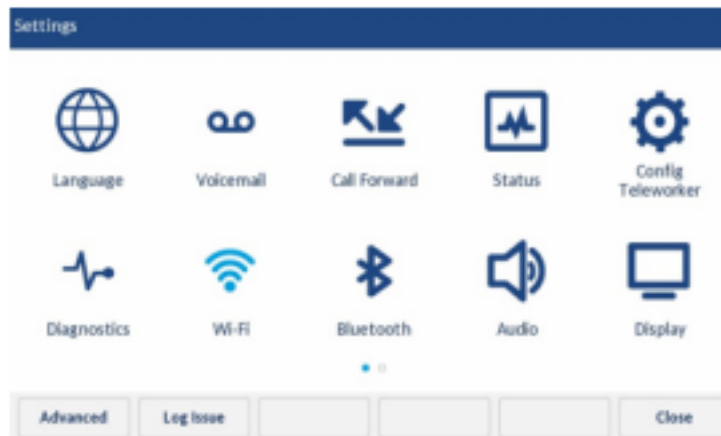 Settings
Language
Voicemail
Call Forward
Status
Config
Teleworker
Diagnostics
Wi-Fi
Bluetooth
Audio
Display
Advanced
Log Issue
Close